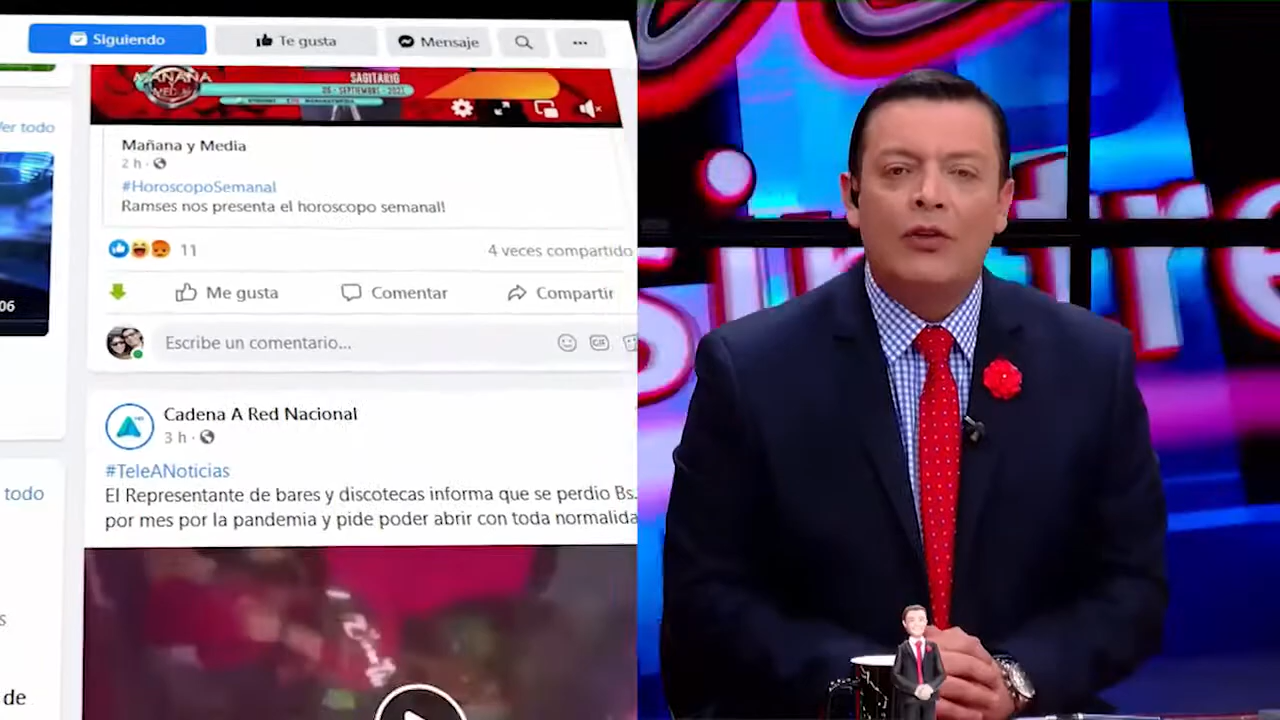 Siguiendo
Te gusta
Mensaje
MAÑANA
SAGITARIO
Ver todo
Mañana y Media
2 h
#HoroscopoSemanal
Ramses nos presenta el horoscopo semanal!
11
4 veces compartido
06
Me gusta
Comentar
Compartir
Escribe un comentario...
GIF
Cadena A Red Nacional
3 h
#TeleANoticias
todo
El Representante de bares y discotecas informa que se perdio Bs.
por mes por la pandemia y pide poder abrir con toda normalida
de